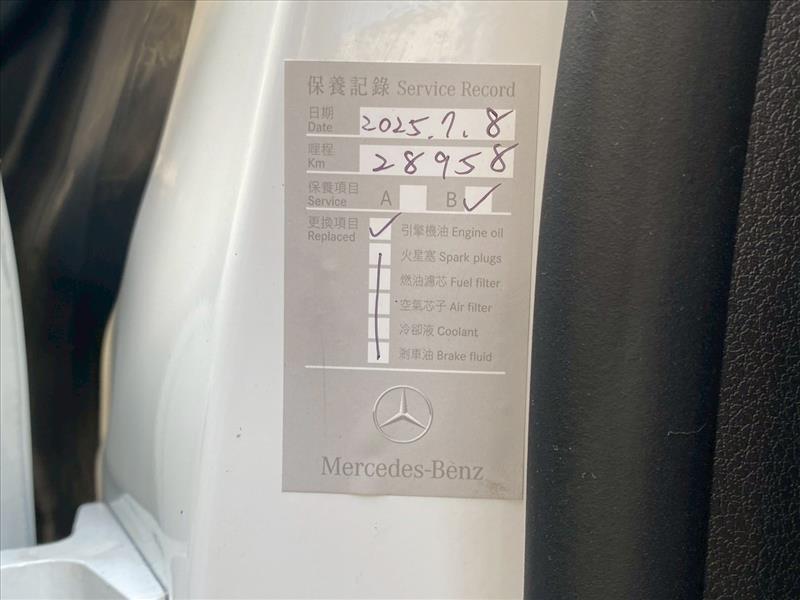 保養記錄 Service Record
日期
Date
2025.7.8
哩程
Km
28958
保養項目
Service A B ✓
更換項目
Replaced
✓ 引擎機油 Engine oil
火星塞 Spark plugs
燃油濾芯 Fuel filter
空氣芯子 Air filter
冷卻液 Coolant
剎車油 Brake fluid
Mercedes-Benz